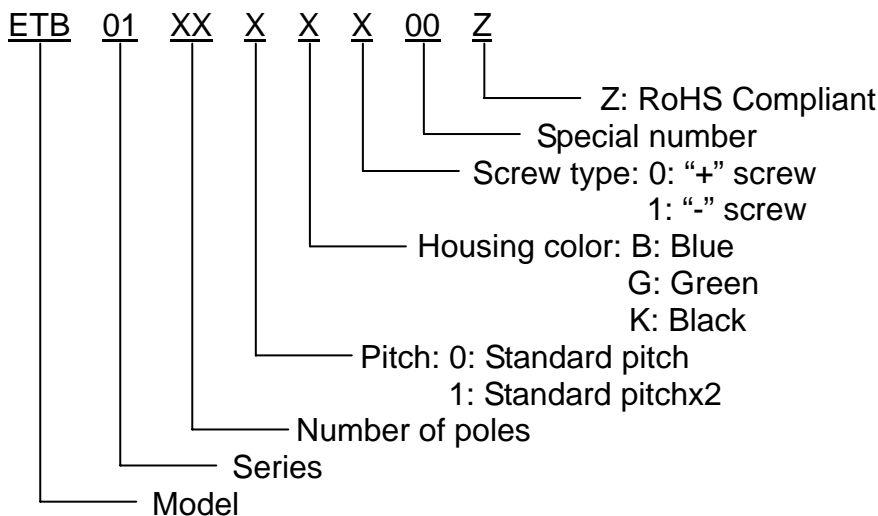 ETB 01 XX X X X 00 Z
Z: RoHS Compliant
Special number
Screw type: 0: “+” screw
1: “-” screw
Housing color: B: Blue
G: Green
K: Black
Pitch: 0: Standard pitch
1: Standard pitchx2
Number of poles
Series
Model